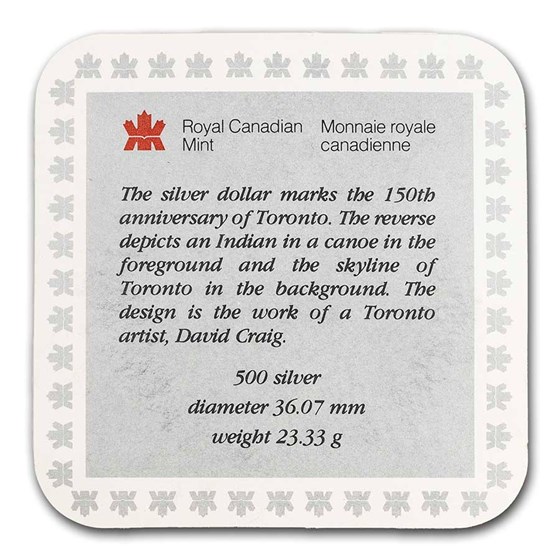 Royal Canadian Mint
Monnaie royale canadienne
The silver dollar marks the 150th
anniversary of Toronto. The reverse
depicts an Indian in a canoe in the
foreground and the skyline of
Toronto in the background. The
design is the work of a Toronto
artist, David Craig.
500 silver
diameter 36.07 mm
weight 23.33 g